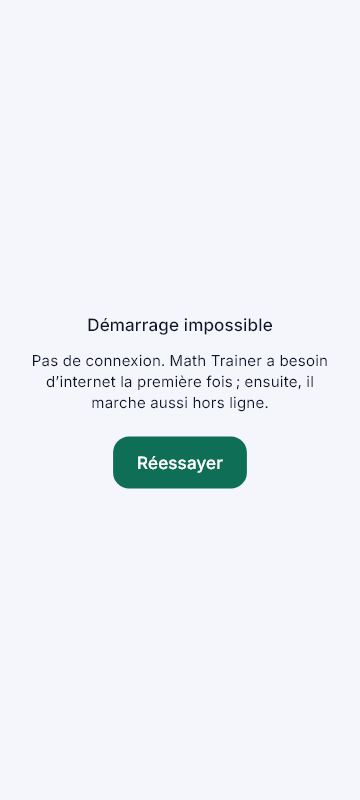 Démarrage impossible
Pas de connexion. Math Trainer a besoin
d’internet la première fois ; ensuite, il
marche aussi hors ligne.
Réessayer